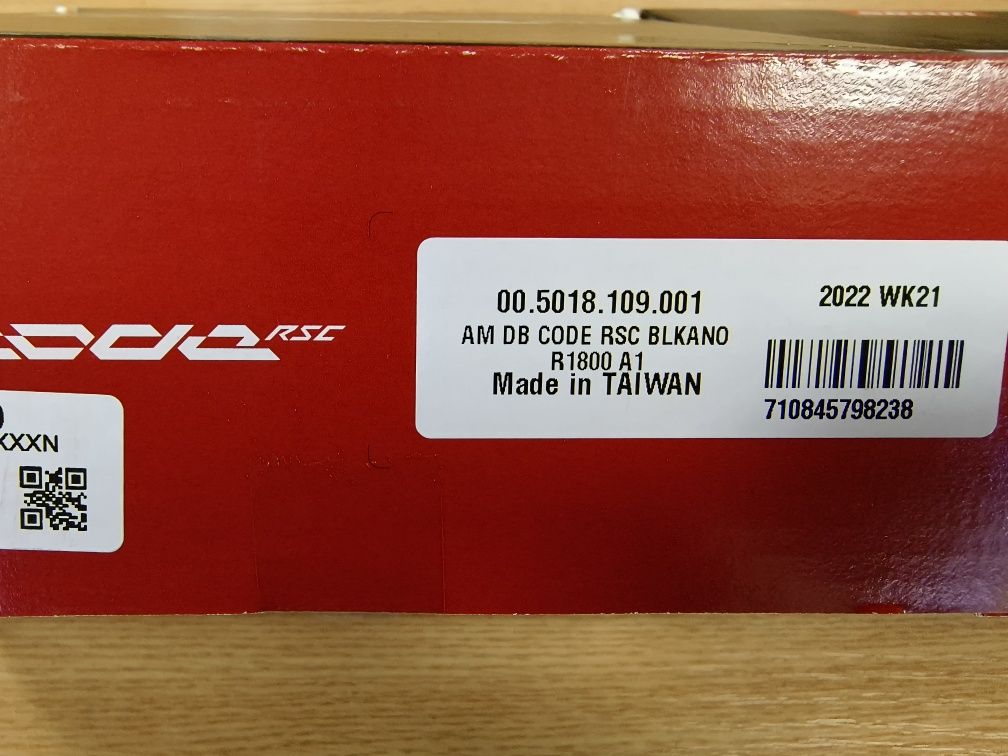 CODE RSC
00.5018.109.001
2022 WK21
AM DB CODE RSC BLKANO
R1800 A1
Made in TAIWAN
710845798238
XXXN